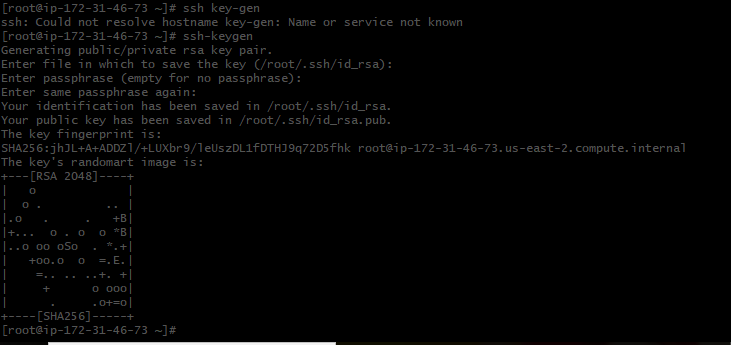 [root@ip-172-31-46-73 ~]# ssh key-gen
ssh: Could not resolve hostname key-gen: Name or service not known
[root@ip-172-31-46-73 ~]# ssh-keygen
Generating public/private rsa key pair.
Enter file in which to save the key (/root/.ssh/id_rsa):
Enter passphrase (empty for no passphrase):
Enter same passphrase again:
Your identification has been saved in /root/.ssh/id_rsa.
Your public key has been saved in /root/.ssh/id_rsa.pub.
The key fingerprint is:
SHA256:jhJL+A+ADDZl/+LUXbr9/leUszDL1fDTHJ9q72D5fhk root@ip-172-31-46-73.us-east-2.compute.internal
The key's randomart image is:
+---[RSA 2048]----+
|   o             |
|  o .         .. |
|.o   .     .   +B|
|+...  o . o  o *B|
|..o oo oSo  . *.+|
|   +oo.o  o  =.E.|
|    =.. .. ..+. +|
|     +      o ooo|
|      .     .o+=o|
+----[SHA256]-----+
[root@ip-172-31-46-73 ~]#